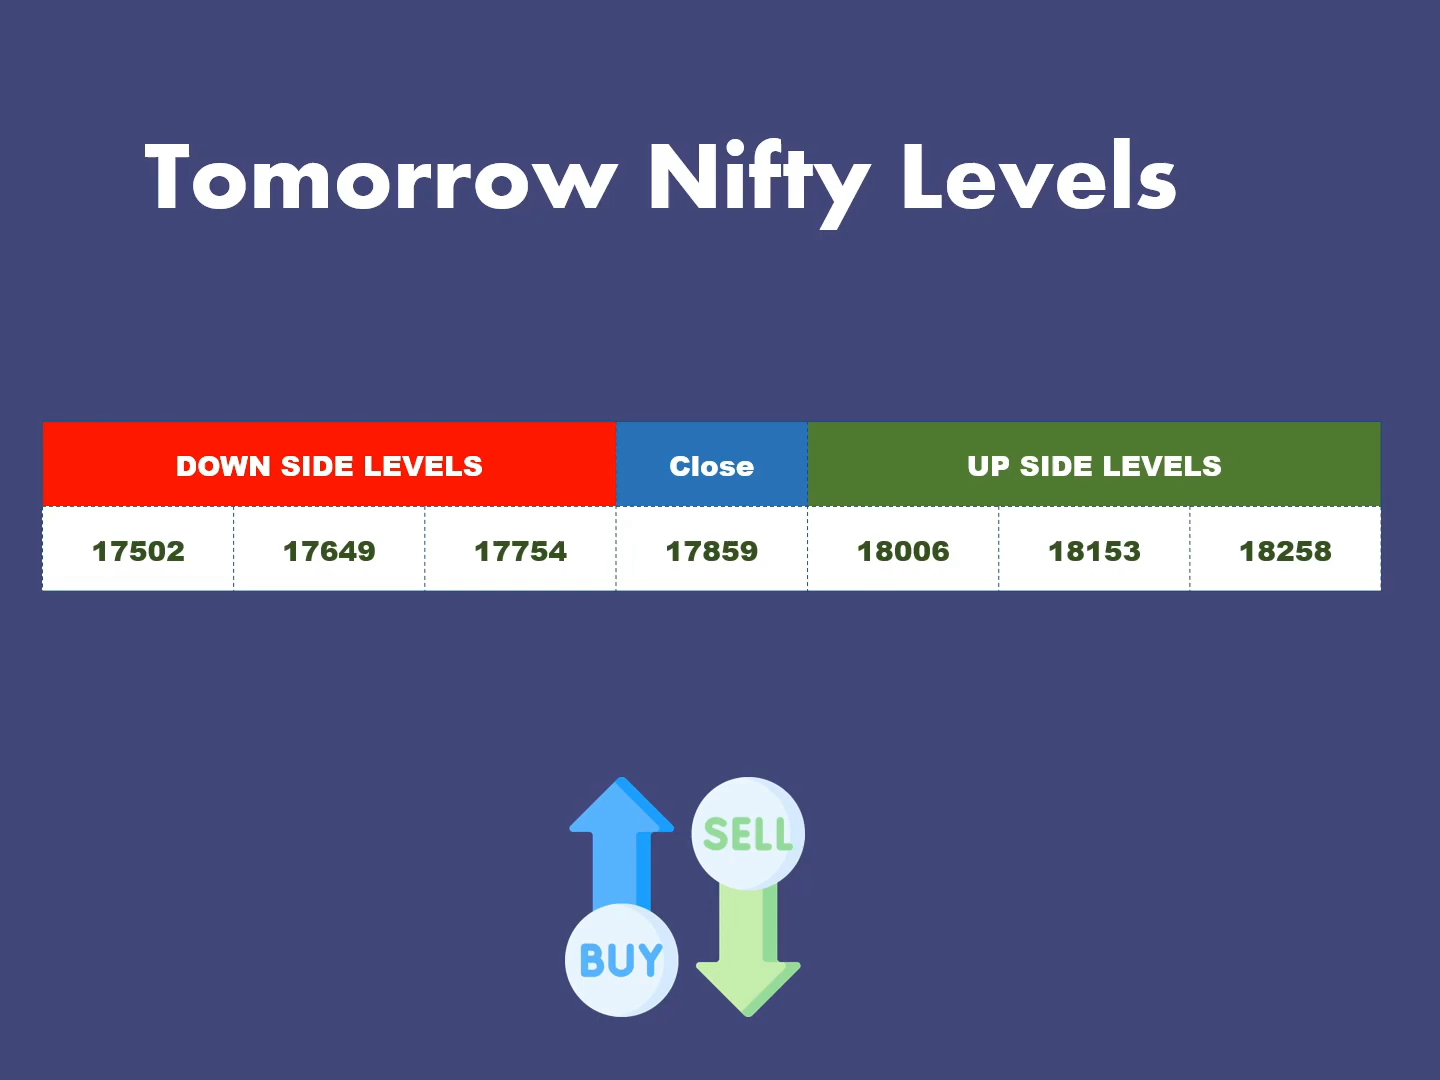 Tomorrow Nifty Levels
DOWN SIDE LEVELS Close UP SIDE LEVELS
17502 17649 17754 17859 18006 18153 18258
SELL
BUY